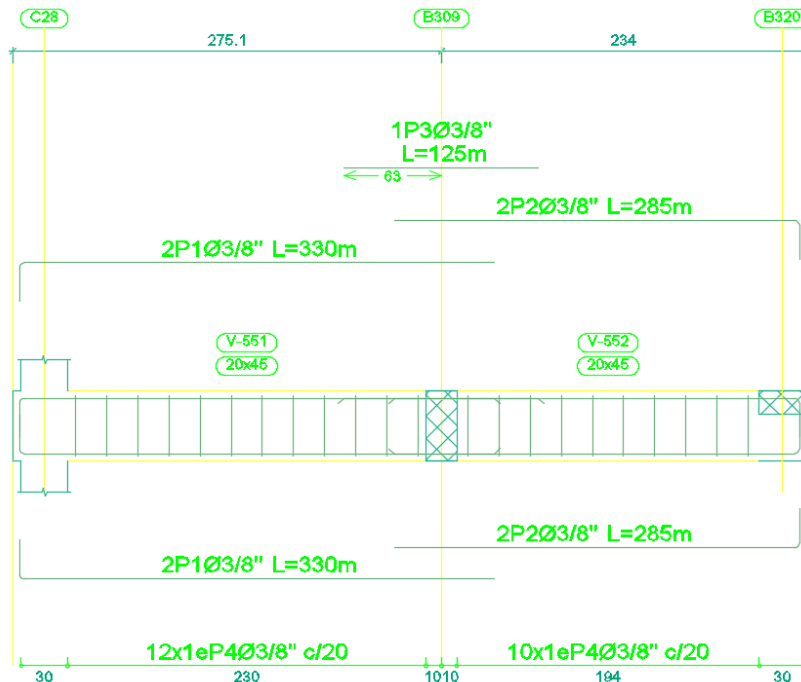 C28 B309 B320
275.1 234
1P3Ø3/8"
L=125m
63
2P2Ø3/8" L=285m
2P1Ø3/8" L=330m
V-551 V-552
20x45 20x45
2P2Ø3/8" L=285m
2P1Ø3/8" L=330m
12x1eP4Ø3/8" c/20 10x1eP4Ø3/8" c/20
30 230 1010 194 30